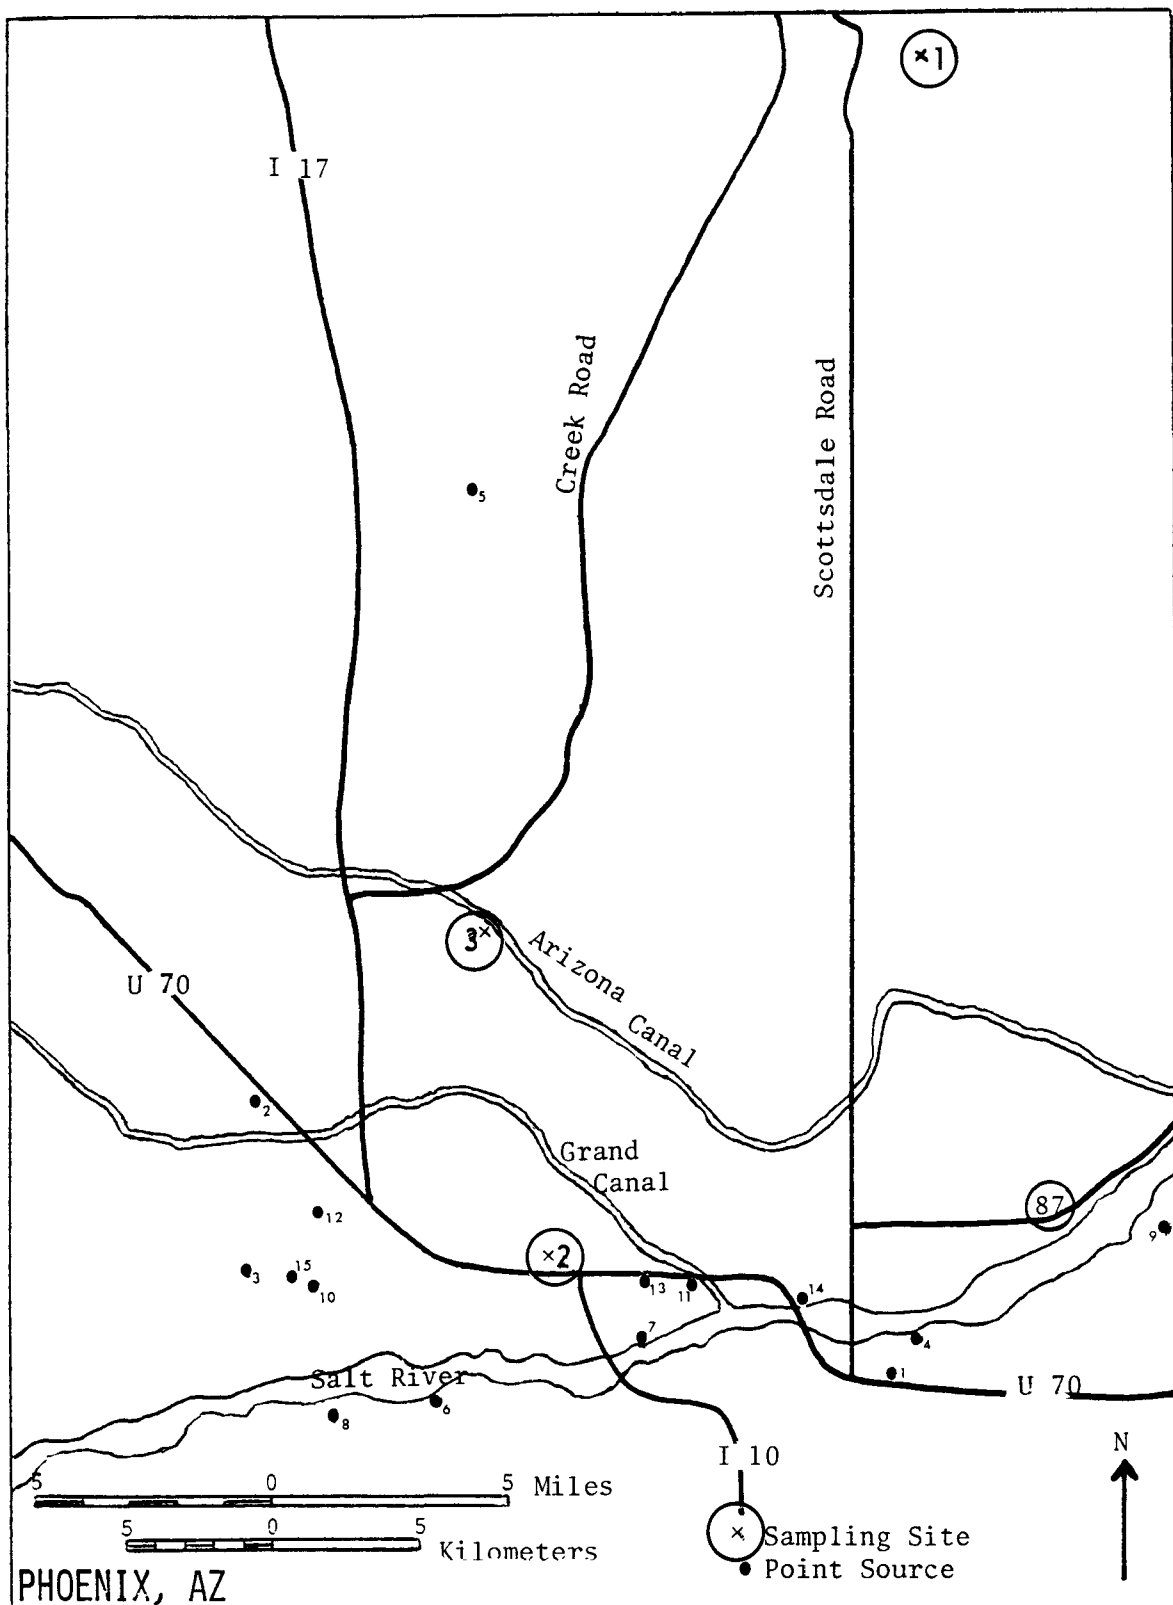 ×1
I 17
Creek Road
Scottsdale Road
5
3×
Arizona
Canal
U 70
2
Grand
Canal
12
87
9
×2
3
15
10
13
11
14
7
4
1
Salt River
6
8
U 70
I 10
N
5 0 5 Miles
5 0 5
Kilometers
× Sampling Site
Point Source
PHOENIX, AZ